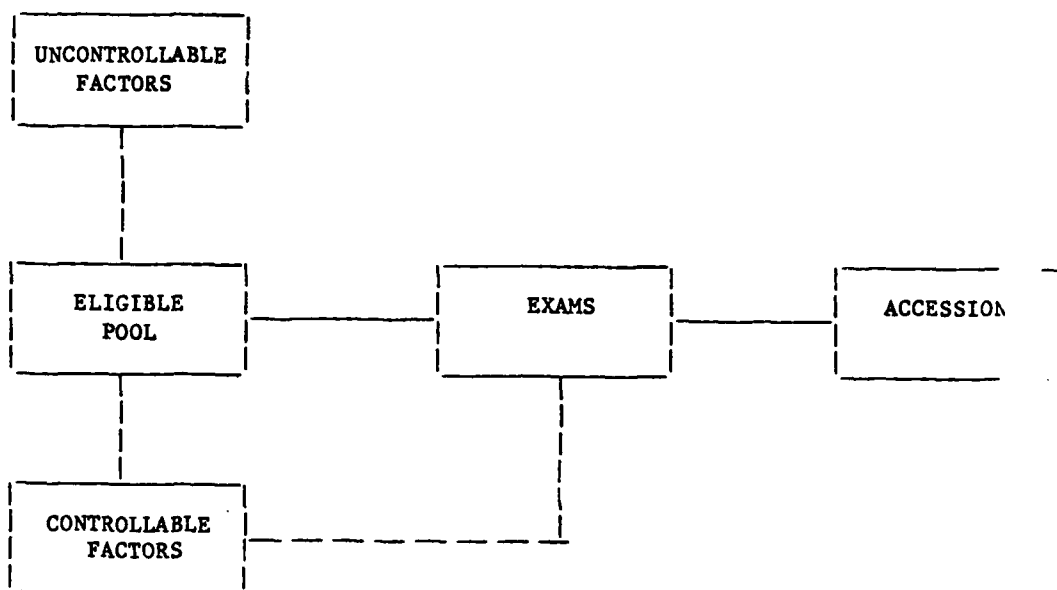 UNCONTROLLABLE
FACTORS
ELIGIBLE
POOL
EXAMS
ACCESSION
CONTROLLABLE
FACTORS